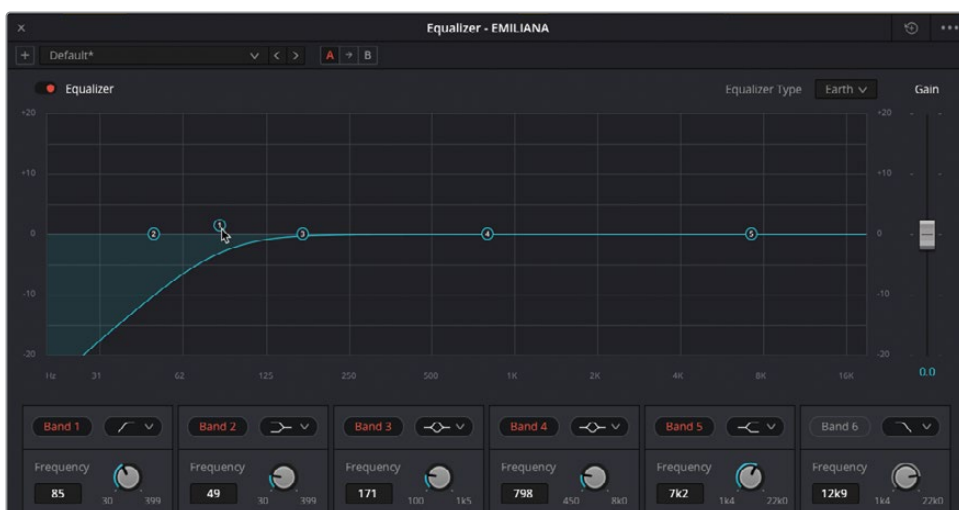 Equalizer - EMILIANA
Default*
A B
Equalizer
Equalizer Type Earth Gain
+20 +20
+10 +10
0 0
-10 -10
-20 -20
1
2 3 4 5
Hz 31 62 125 250 500 1K 2K 4K 8K 16K 0.0
Band 1 Band 2 Band 3 Band 4 Band 5 Band 6
Frequency Frequency Frequency Frequency Frequency Frequency
85 49 171 798 7k2 12k9
30 399 30 399 100 1k5 450 8k0 1k4 22k0 1k4 22k0